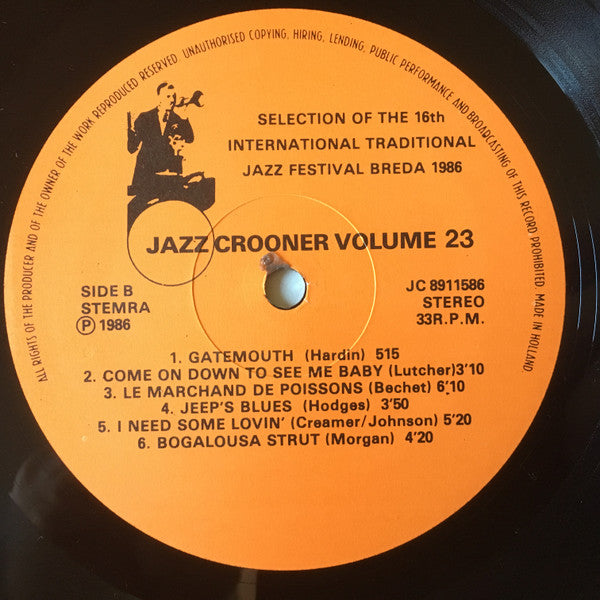 ALL RIGHTS OF THE PRODUCER AND OF THE OWNER OF THE WORK REPRODUCED RESERVED. UNAUTHORISED COPYING, HIRING, LENDING, PUBLIC PERFORMANCE AND BROADCASTING OF THIS RECORD PROHIBITED. MADE IN HOLLAND.
SELECTION OF THE 16th
INTERNATIONAL TRADITIONAL
JAZZ FESTIVAL BREDA 1986
JAZZ CROONER VOLUME 23
SIDE B
STEMRA
Ⓟ 1986
JC 8911586
STEREO
33R.P.M.
1. GATEMOUTH (Hardin) 515
2. COME ON DOWN TO SEE ME BABY (Lutcher)3'10
3. LE MARCHAND DE POISSONS (Bechet) 6'10
4. JEEP'S BLUES (Hodges) 3'50
5. I NEED SOME LOVIN' (Creamer/Johnson) 5'20
6. BOGALOUSA STRUT (Morgan) 4'20